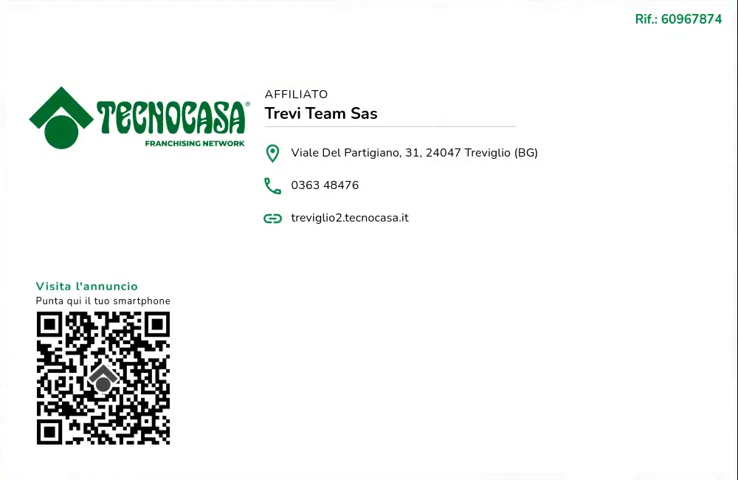 Rif.: 60967874
TECNOCASA®
FRANCHISING NETWORK
AFFILIATO
Trevi Team Sas
Viale Del Partigiano, 31, 24047 Treviglio (BG)
0363 48476
treviglio2.tecnocasa.it
Visita l'annuncio
Punta qui il tuo smartphone